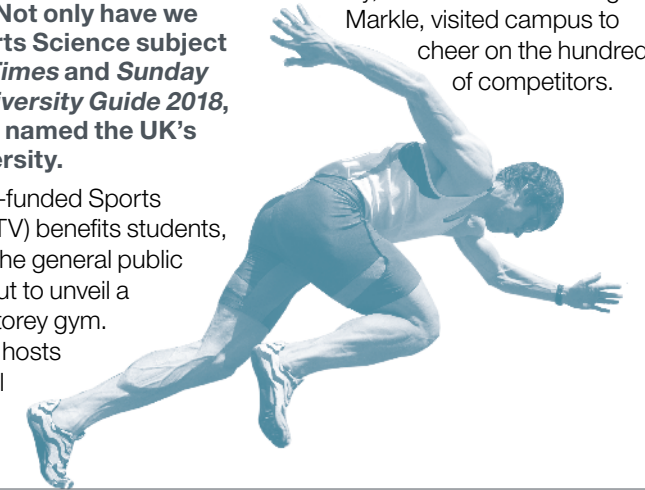 Not only have we
rts Science subject
Times and Sunday
versity Guide 2018,
named the UK's
ersity.
-funded Sports
TV) benefits students,
he general public
ut to unveil a
torey gym.
hosts
Markle, visited campus to
cheer on the hundred
of competitors.